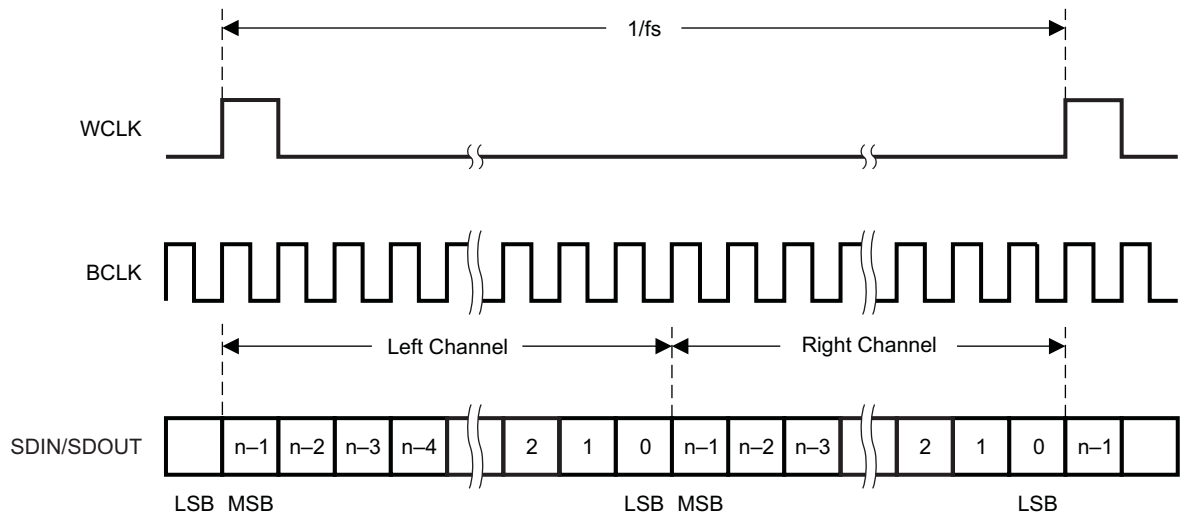 1/fs
WCLK
BCLK
Left Channel
Right Channel
SDIN/SDOUT
n–1 n–2 n–3 n–4 2 1 0 n–1 n–2 n–3 2 1 0 n–1
LSB MSB LSB MSB LSB